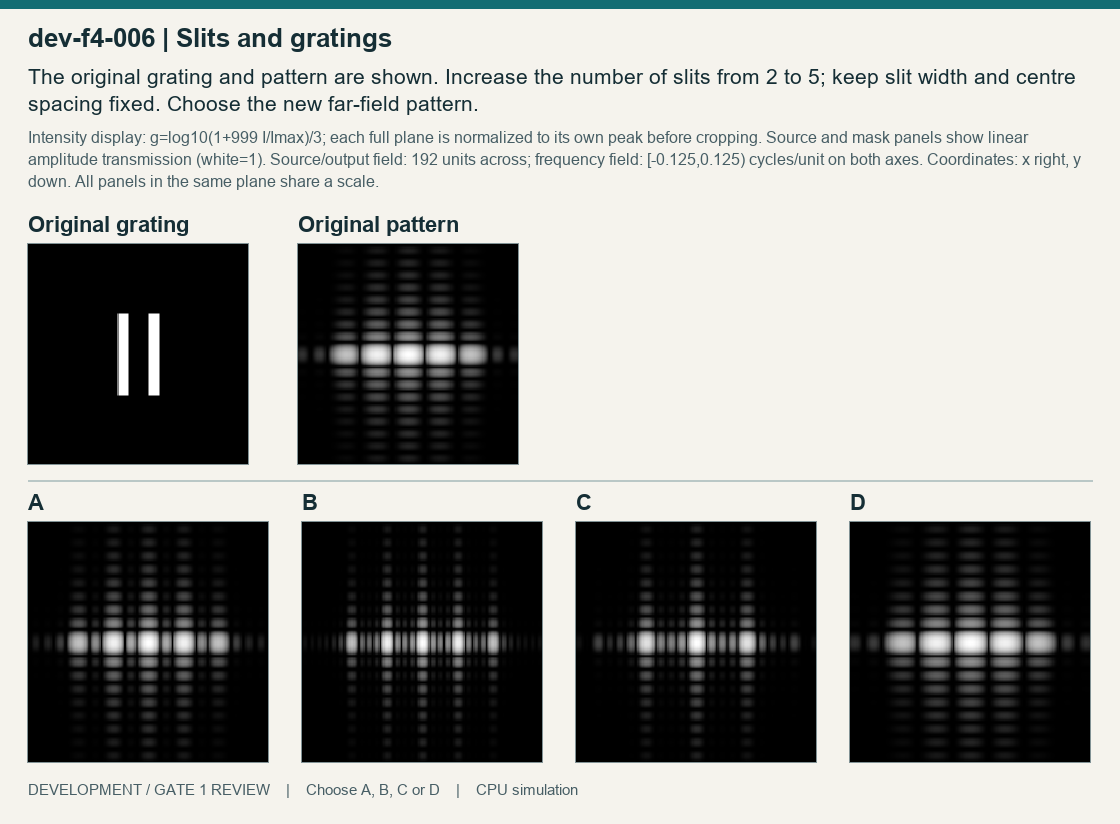 dev-f4-006 | Slits and gratings
The original grating and pattern are shown. Increase the number of slits from 2 to 5; keep slit width and centre
spacing fixed. Choose the new far-field pattern.
Intensity display: g=log10(1+999 I/Imax)/3; each full plane is normalized to its own peak before cropping. Source and mask panels show linear
amplitude transmission (white=1). Source/output field: 192 units across; frequency field: [-0.125,0.125) cycles/unit on both axes. Coordinates: x right, y
down. All panels in the same plane share a scale.
Original grating Original pattern
A B C D
DEVELOPMENT / GATE 1 REVIEW | Choose A, B, C or D | CPU simulation